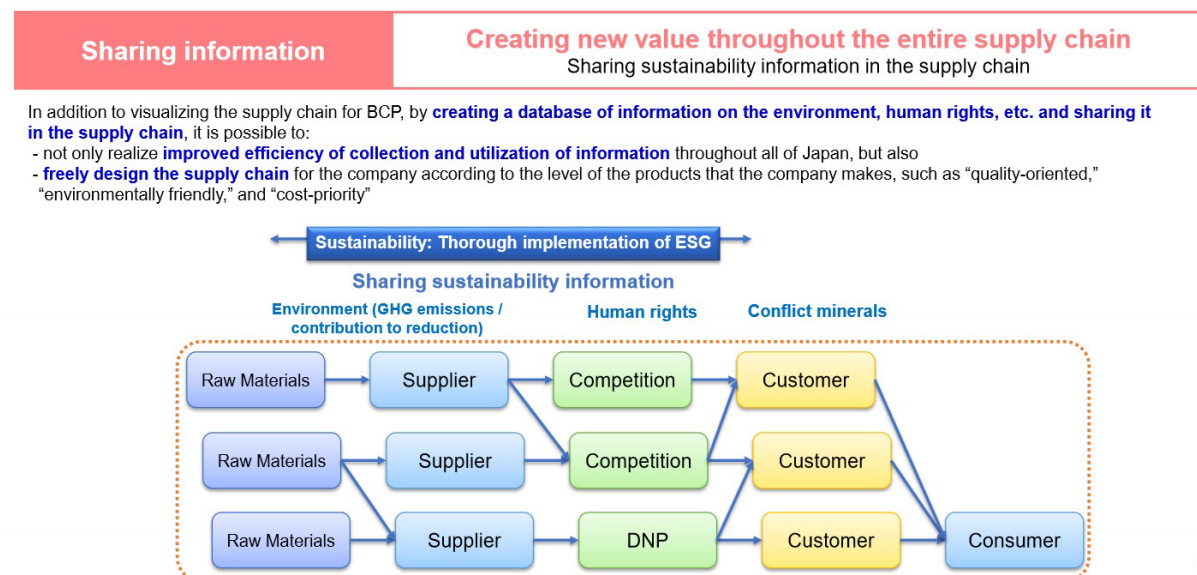 Sharing information
Creating new value throughout the entire supply chain
Sharing sustainability information in the supply chain
In addition to visualizing the supply chain for BCP, by creating a database of information on the environment, human rights, etc. and sharing it
in the supply chain, it is possible to:
- not only realize improved efficiency of collection and utilization of information throughout all of Japan, but also
- freely design the supply chain for the company according to the level of the products that the company makes, such as “quality-oriented,”
“environmentally friendly,” and “cost-priority”
Sustainability: Thorough implementation of ESG
Sharing sustainability information
Environment (GHG emissions /
contribution to reduction)
Human rights
Conflict minerals
Raw Materials
Supplier
Competition
Customer
Raw Materials
Supplier
Competition
Customer
Raw Materials
Supplier
DNP
Customer
Consumer